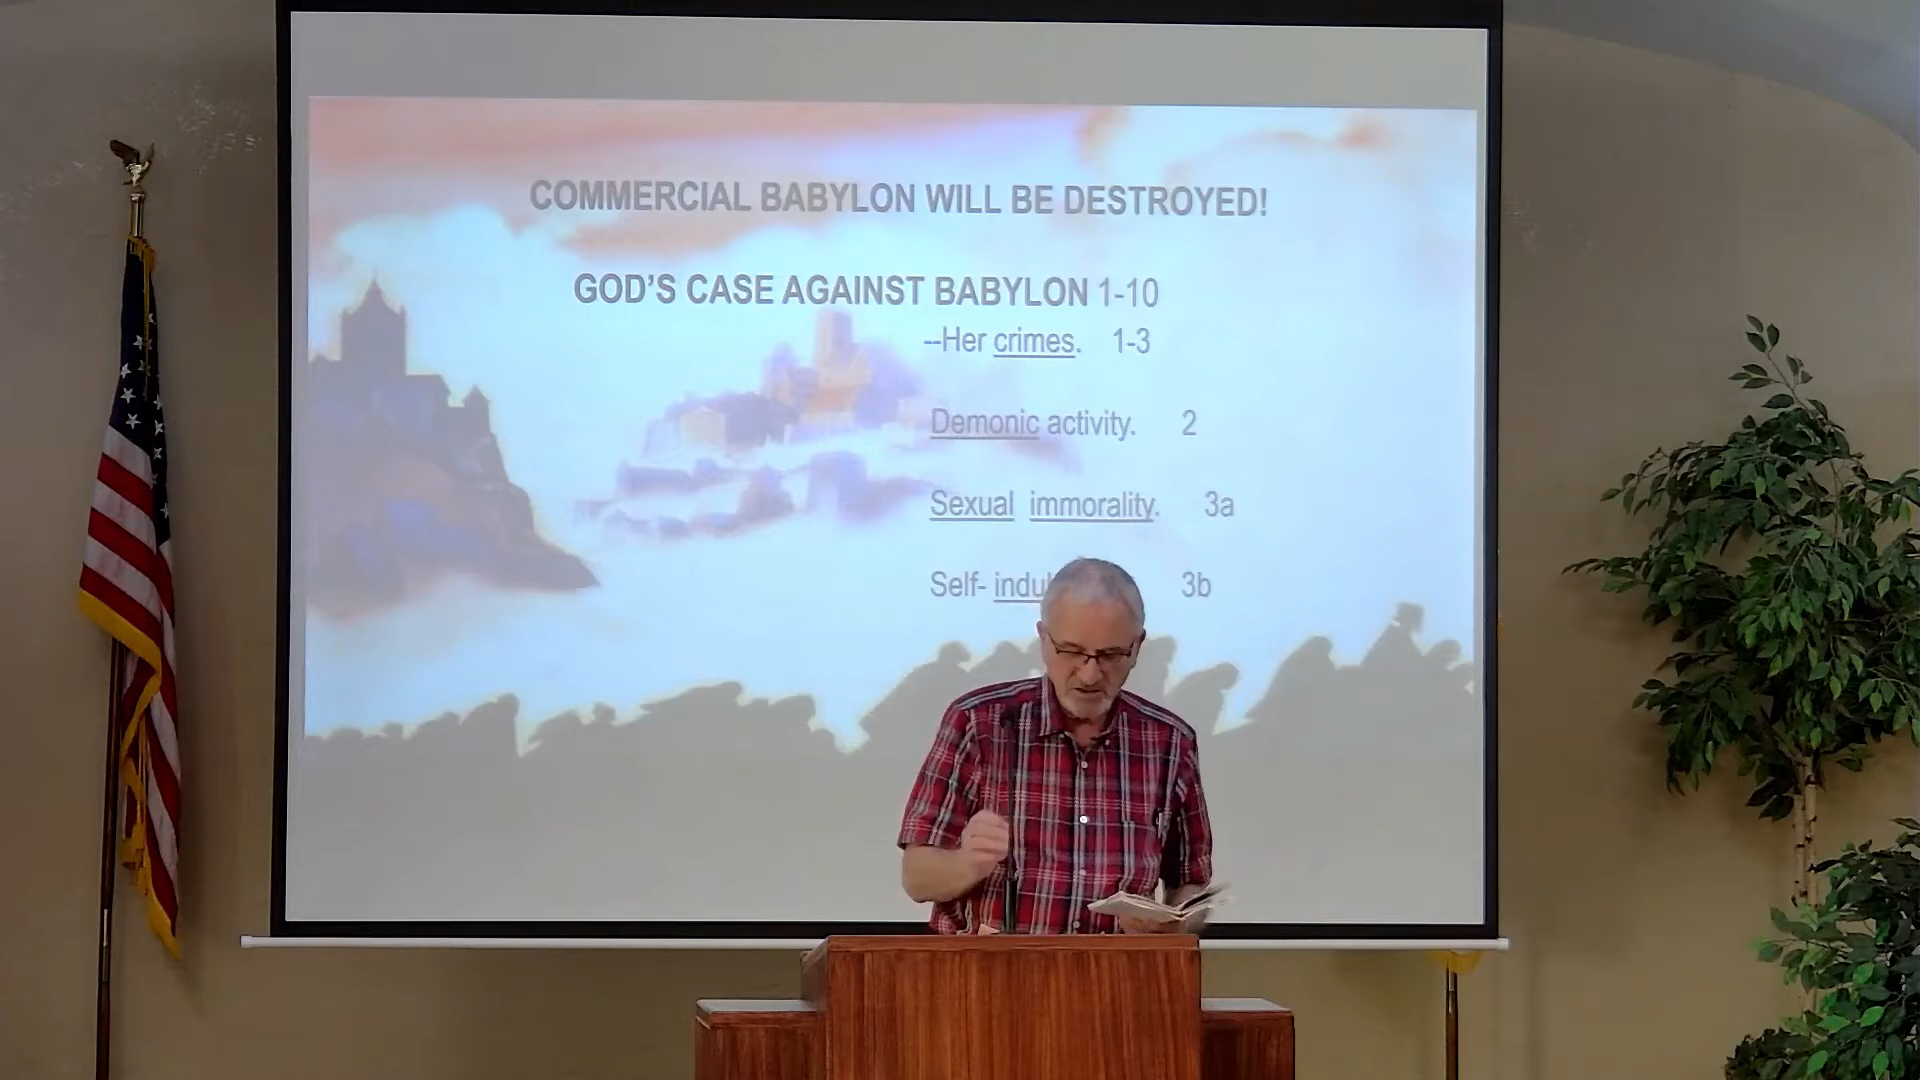 COMMERCIAL BABYLON WILL BE DESTROYED!
GOD'S CASE AGAINST BABYLON 1-10
--Her crimes. 1-3
Demonic activity. 2
Sexual immorality. 3a
Self- 3b